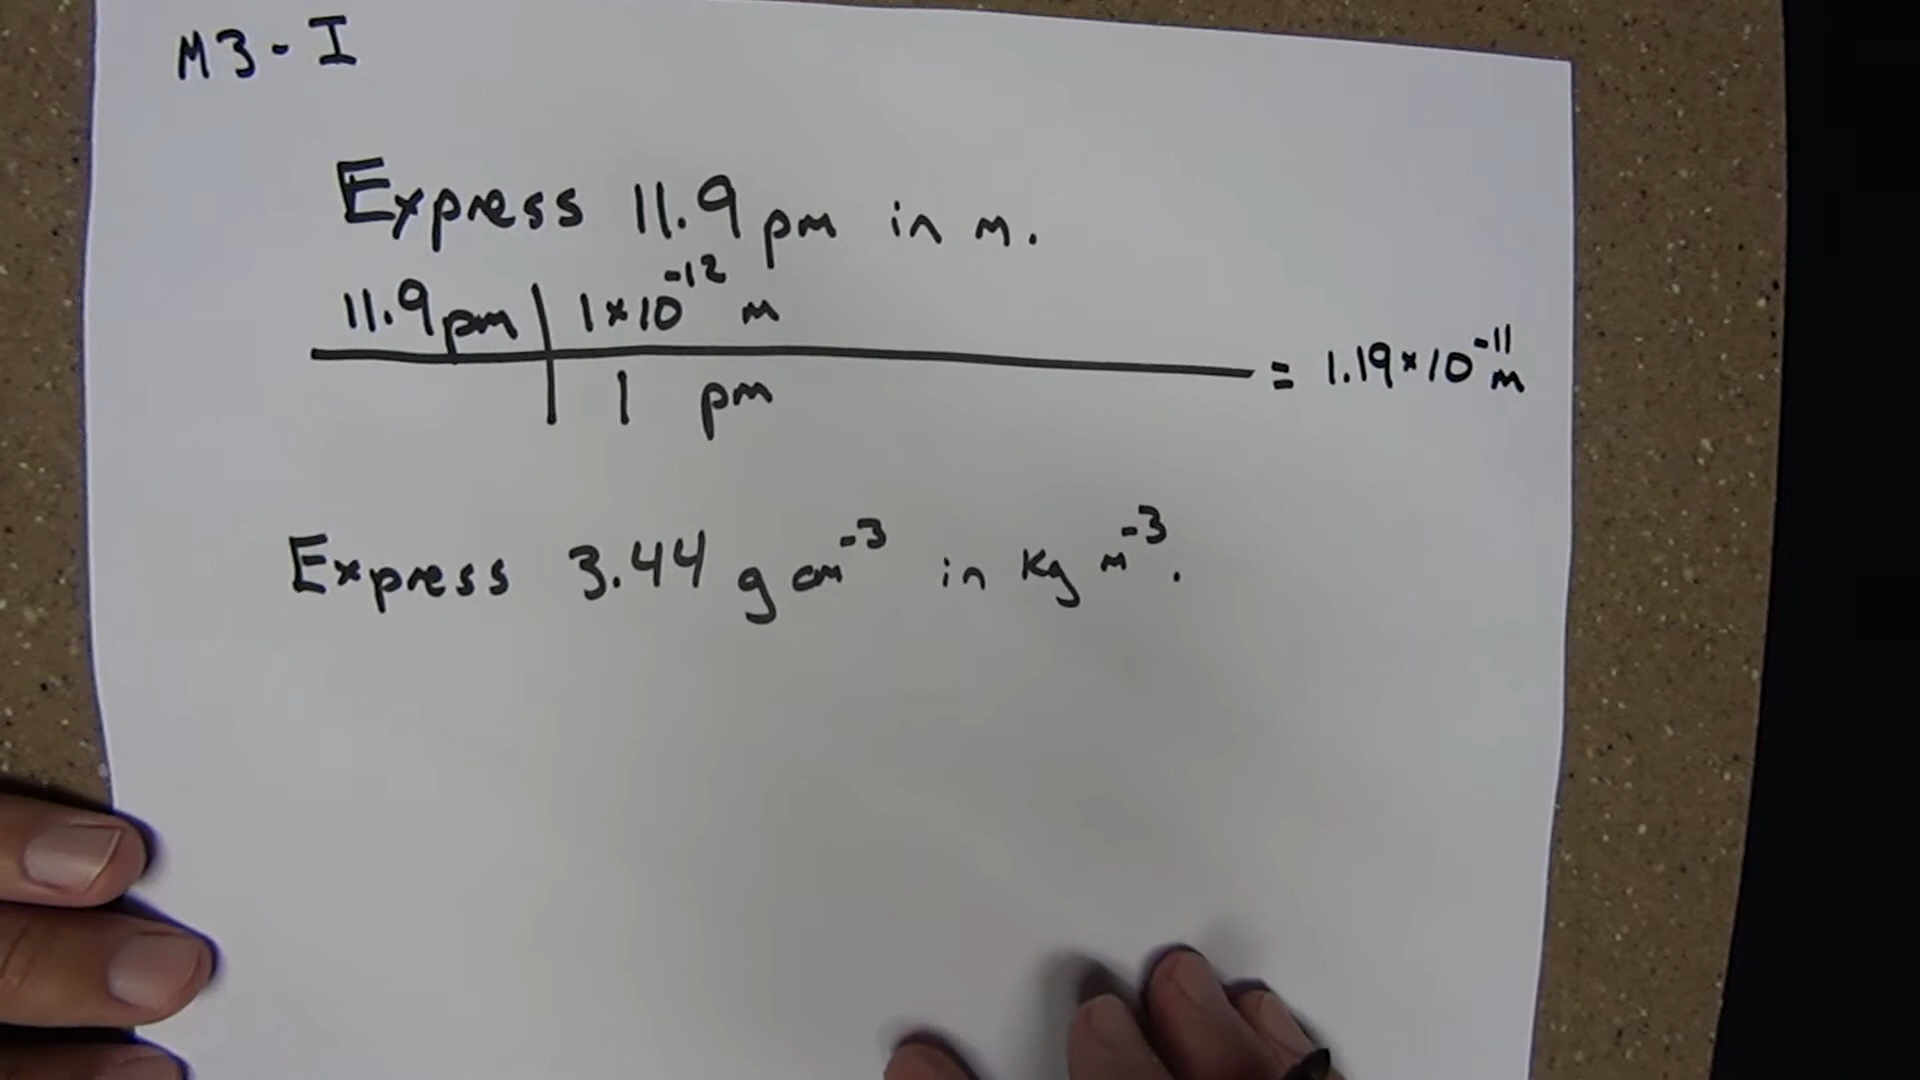 M3-I
Express 11.9 pm in m.
11.9 pm | 1×10⁻¹² m
| 1 pm = 1.19×10⁻¹¹ m
Express 3.44 g cm⁻³ in kg m⁻³.